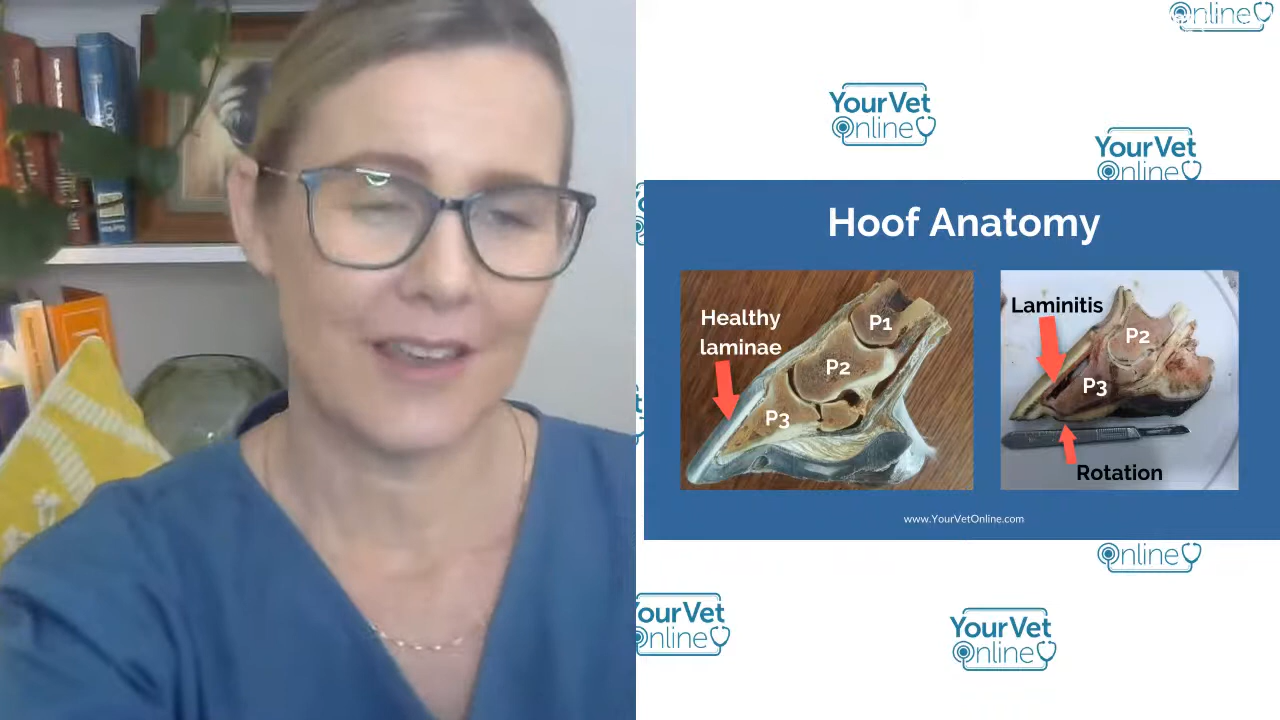 Online
YourVet
Online
YourVet
Online
Hoof Anatomy
Healthy
laminae
P1
P2
P3
Laminitis
P2
P3
Rotation
www.YourVetOnline.com
Online
YourVet
Online
YourVet
Online